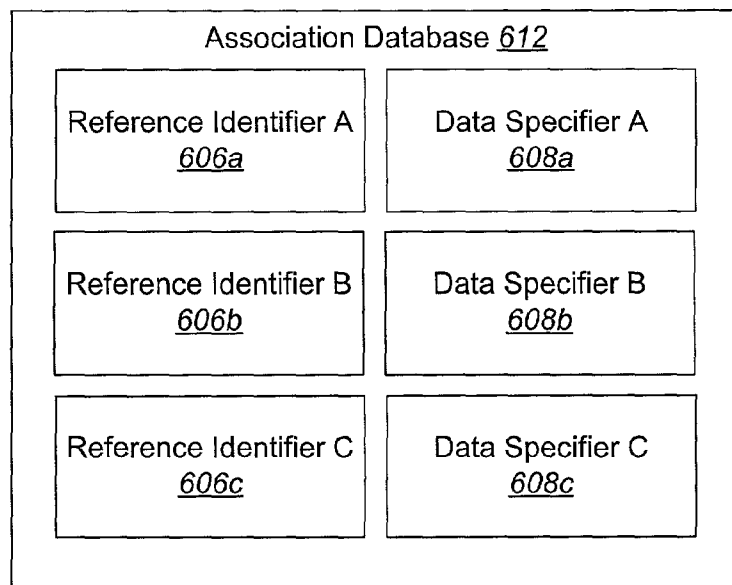 Association Database 612
Reference Identifier A
606a
Data Specifier A
608a
Reference Identifier B
606b
Data Specifier B
608b
Reference Identifier C
606c
Data Specifier C
608c